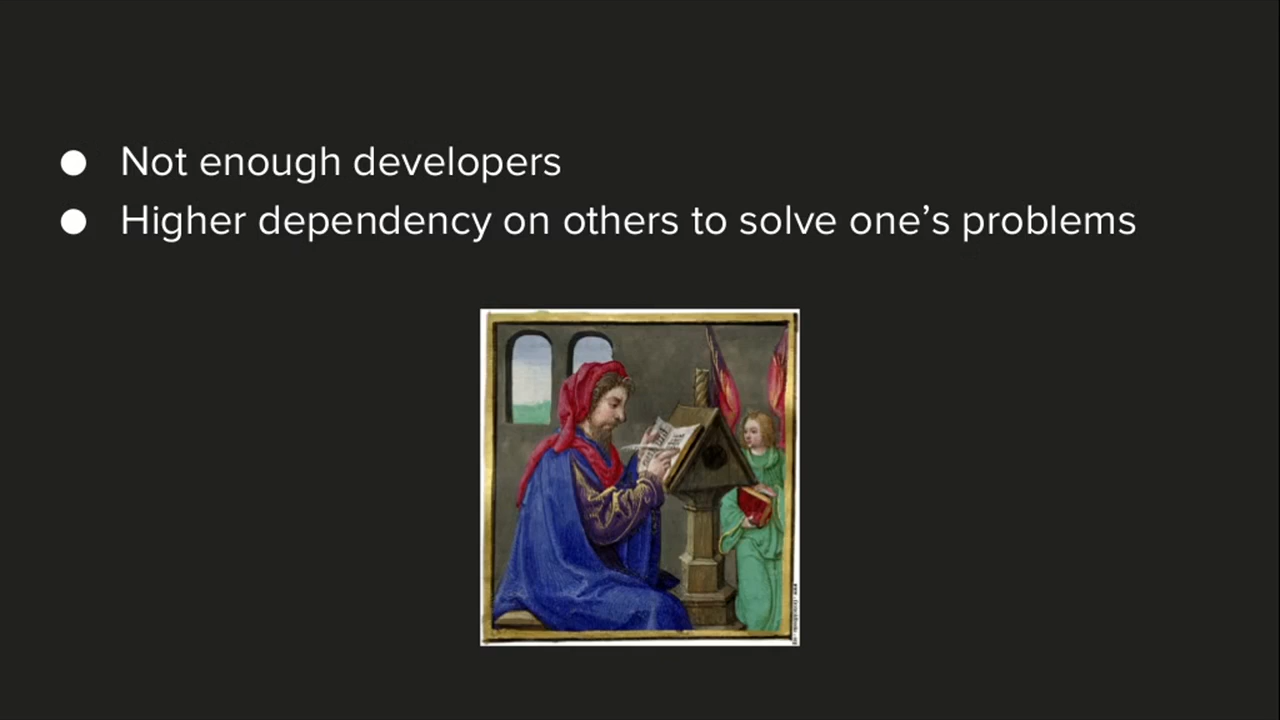 ● Not enough developers
● Higher dependency on others to solve one’s problems